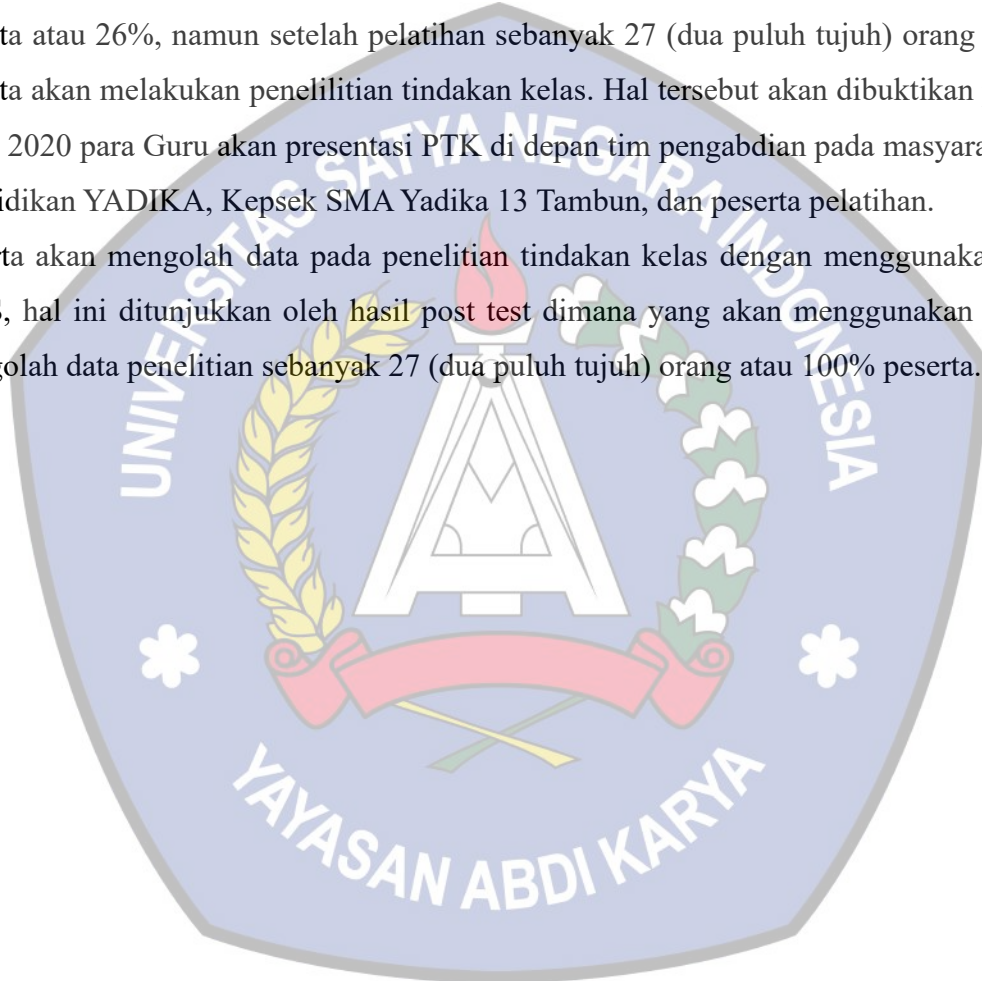 ta atau 26%, namun setelah pelatihan sebanyak 27 (dua puluh tujuh) orang
ta akan melakukan penelilitian tindakan kelas. Hal tersebut akan dibuktikan
2020 para Guru akan presentasi PTK di depan tim pengabdian pada masyara
idikan YADIKA, Kepsek SMA Yadika 13 Tambun, dan peserta pelatihan.
rta akan mengolah data pada penelitian tindakan kelas dengan menggunaka
S, hal ini ditunjukkan oleh hasil post test dimana yang akan menggunakan
golah data penelitian sebanyak 27 (dua puluh tujuh) orang atau 100% peserta.
UNIVERSITAS SATYA NEGARA INDONESIA
YAYASAN ABDI KARYA